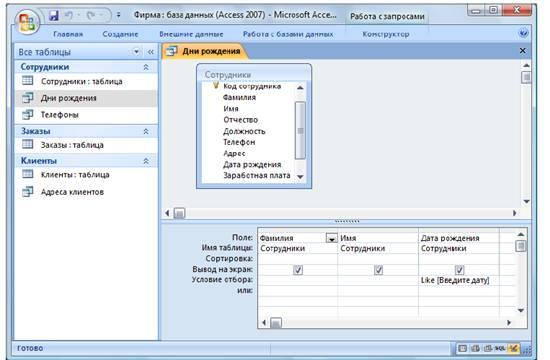 Фирма : база данных (Access 2007) - Microsoft Acce...
Работа с запросами
Главная Создание Внешние данные Работа с базами данных Конструктор
Все таблицы
Сотрудники
Сотрудники : таблица
Дни рождения
Телефоны
Заказы
Заказы : таблица
Клиенты
Клиенты : таблица
Адреса клиентов
Дни рождения
Сотрудники
Код сотрудника
Фамилия
Имя
Отчество
Должность
Телефон
Адрес
Дата рождения
Заработная плата
Поле: Фамилия Имя Дата рождения
Имя таблицы: Сотрудники Сотрудники Сотрудники
Сортировка:
Вывод на экран:
Условие отбора: Like [Введите дату]
или:
Готово
SQL